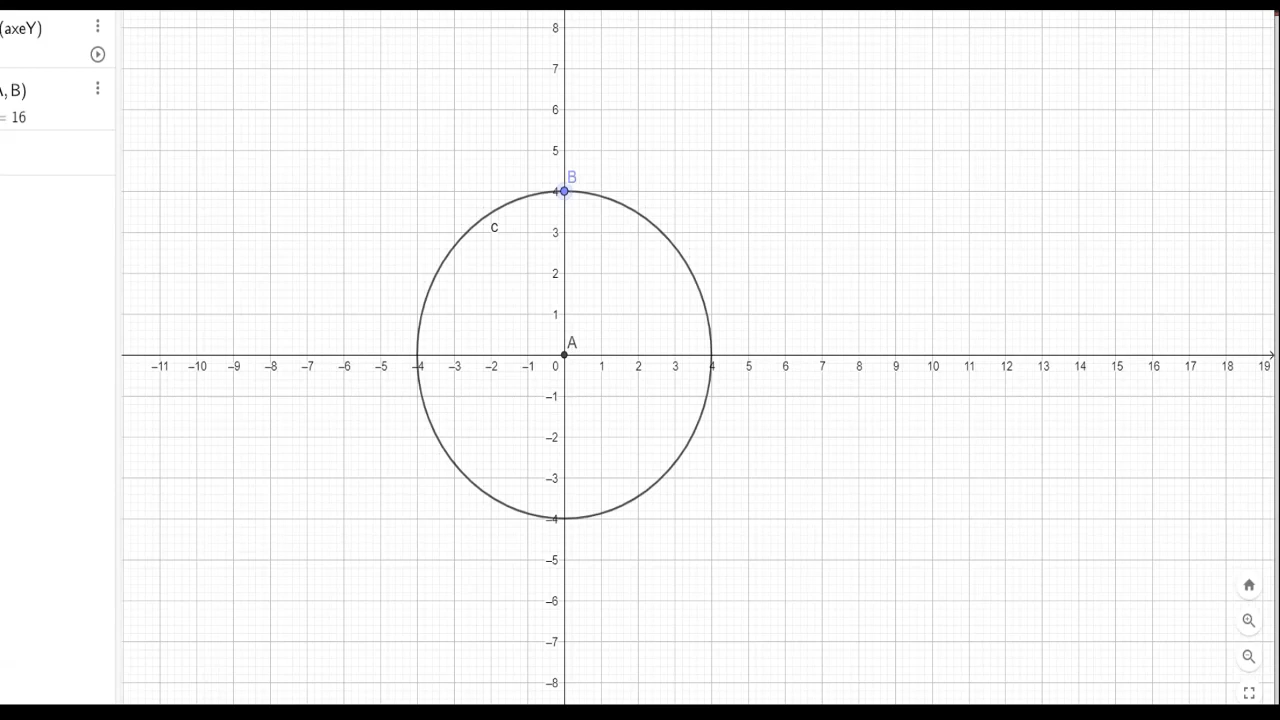 (axeY)
A, B)
= 16
8
7
6
5
B
4
c
3
2
1
A
–11 –10 –9 –8 –7 –6 –5 –4 –3 –2 –1 0 1 2 3 4 5 6 7 8 9 10 11 12 13 14 15 16 17 18 19
–1
–2
–3
–4
–5
–6
–7
–8